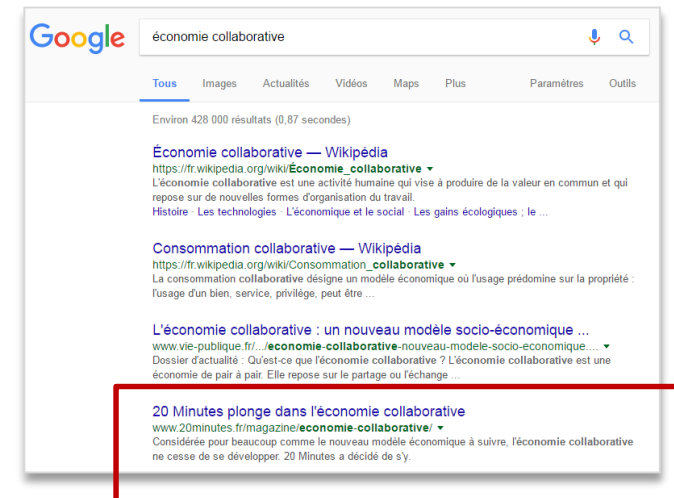 Google
économie collaborative
Tous Images Actualités Vidéos Maps Plus Paramètres Outils
Environ 428 000 résultats (0,87 secondes)
Économie collaborative — Wikipédia
https://fr.wikipedia.org/wiki/Économie_collaborative
L'économie collaborative est une activité humaine qui vise à produire de la valeur en commun et qui
repose sur de nouvelles formes d'organisation du travail.
Histoire · Les technologies · L'économique et le social · Les gains écologiques ; le ...
Consommation collaborative — Wikipédia
https://fr.wikipedia.org/wiki/Consommation_collaborative
La consommation collaborative désigne un modèle économique où l'usage prédomine sur la propriété :
l'usage d'un bien, service, privilège, peut être ...
L'économie collaborative : un nouveau modèle socio-économique ...
www.vie-publique.fr/.../economie-collaborative-nouveau-modele-socio-economique....
Dossier d'actualité : Qu'est-ce que l'économie collaborative ? L'économie collaborative est une
économie de pair à pair. Elle repose sur le partage ou l'échange ...
20 Minutes plonge dans l'économie collaborative
www.20minutes.fr/magazine/economie-collaborative/
Considérée pour beaucoup comme le nouveau modèle économique à suivre, l'économie collaborative
ne cesse de se développer. 20 Minutes a décidé de s'y.